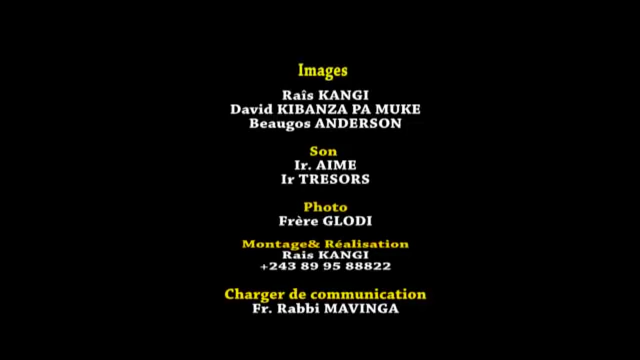 Images
Raîs KANGI
David KIBANZA PA MUKE
Beaugos ANDERSON
Son
Ir. AIME
Ir TRESORS
Photo
Frère GLODI
Montage& Réalisation
Rais KANGI
+243 89 95 88822
Charger de communication
Fr. Rabbi MAVINGA